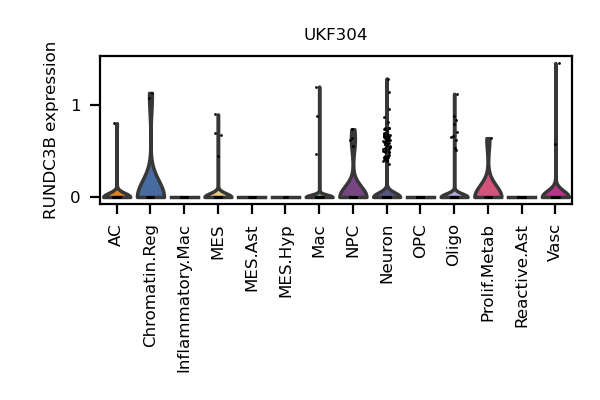 UKF304
RUNDC3B expression
1
0
AC
Chromatin.Reg
Inflammatory.Mac
MES
MES.Ast
MES.Hyp
Mac
NPC
Neuron
OPC
Oligo
Prolif.Metab
Reactive.Ast
Vasc